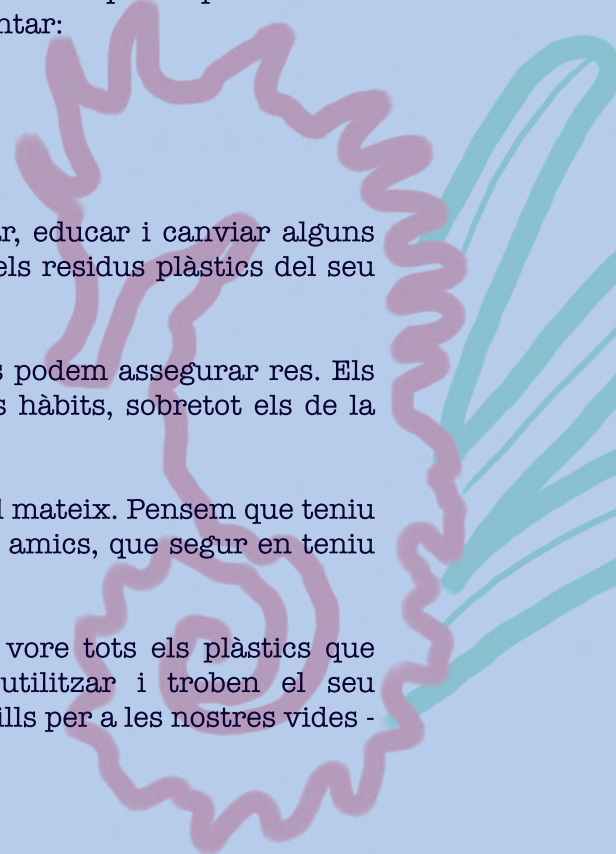 ntar:
ar, educar i canviar alguns
els residus plàstics del seu
s podem assegurar res. Els
s hàbits, sobretot els de la
l mateix. Pensem que teniu
amics, que segur en teniu
vore tots els plàstics que
utilitzar i troben el seu
ills per a les nostres vides -